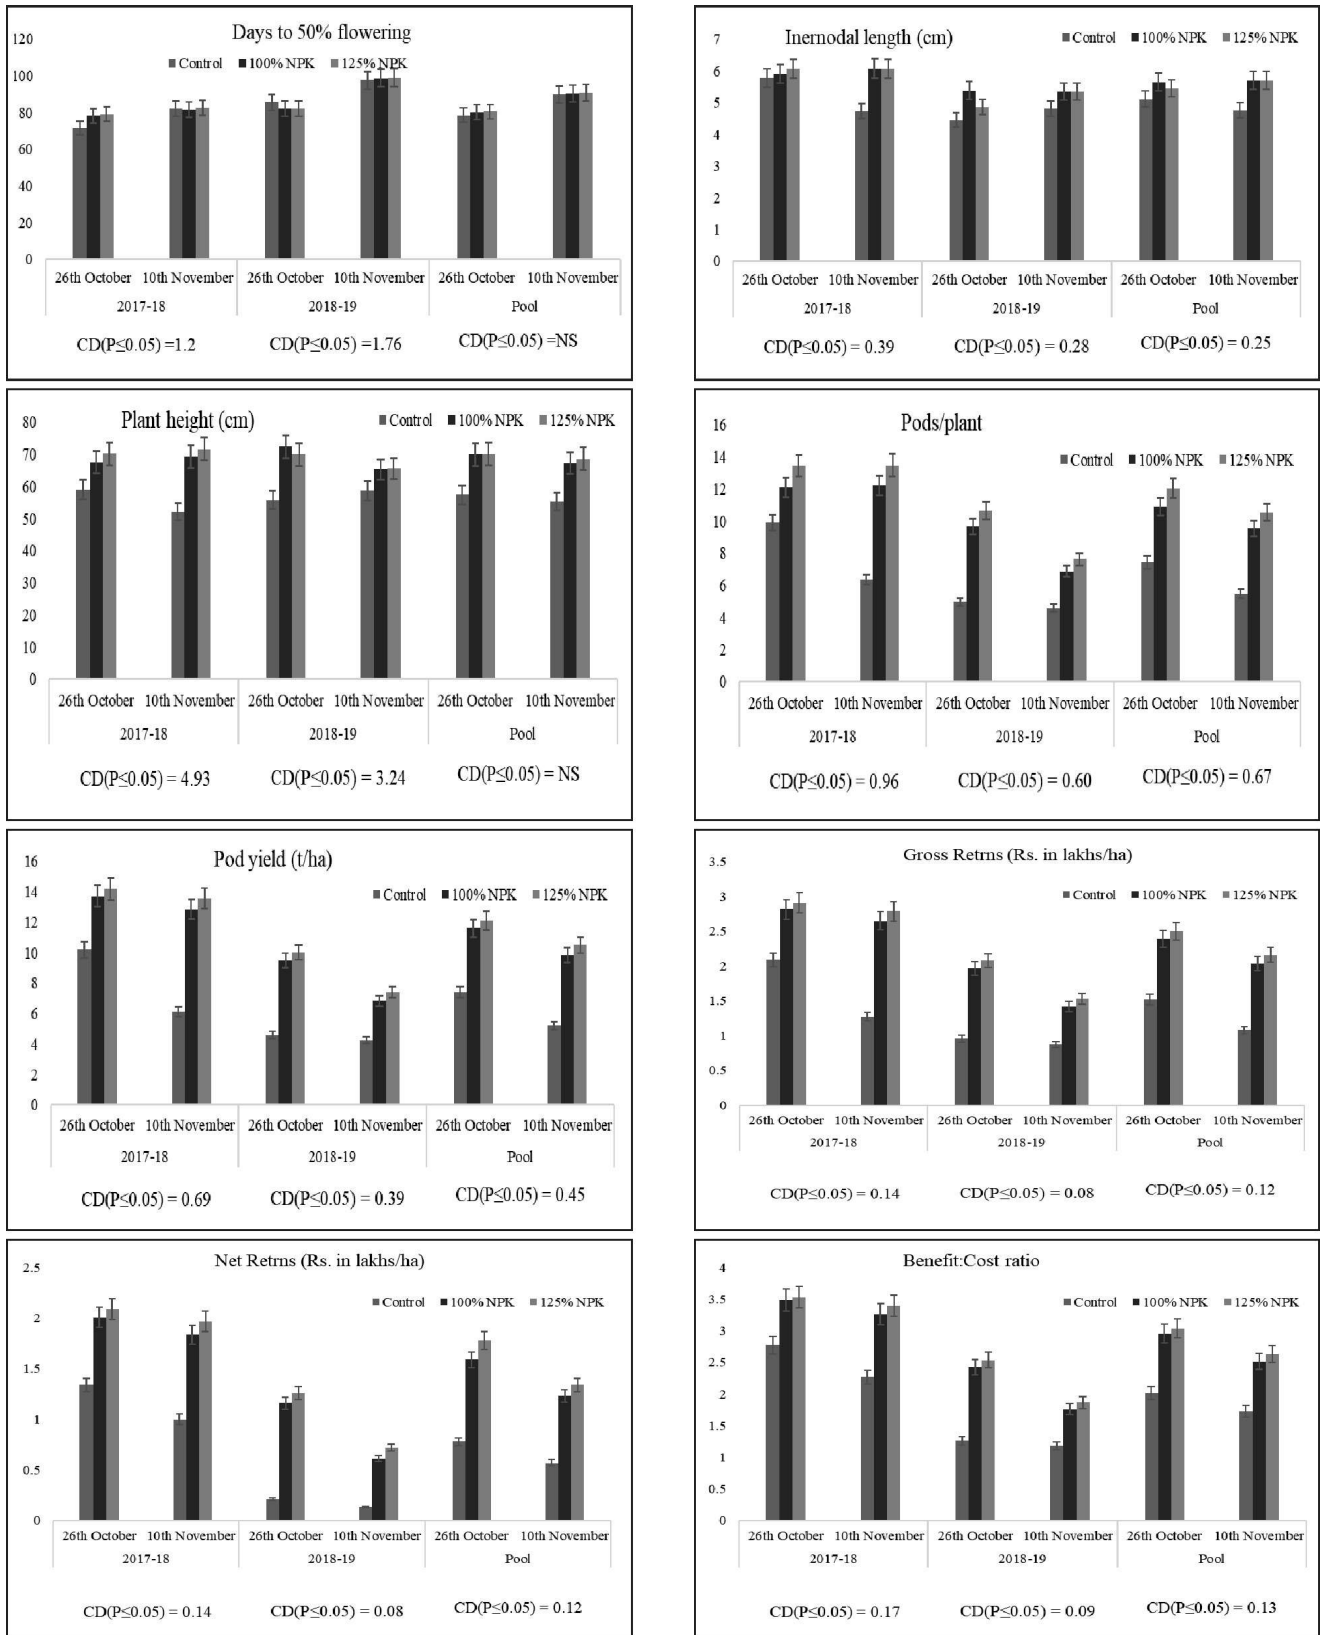 Days to 50% flowering
Control 100% NPK 125% NPK
120
100
80
60
40
20
0
26th October 10th November 26th October 10th November 26th October 10th November
2017-18 2018-19 Pool
CD(P≤0.05) =1.2 CD(P≤0.05) =1.76 CD(P≤0.05) =NS
Inernodal length (cm)
Control 100% NPK 125% NPK
7
6
5
4
3
2
1
0
26th October 10th November 26th October 10th November 26th October 10th November
2017-18 2018-19 Pool
CD(P≤0.05) = 0.39 CD(P≤0.05) = 0.28 CD(P≤0.05) = 0.25
Plant height (cm)
Control 100% NPK 125% NPK
80
70
60
50
40
30
20
10
0
26th October 10th November 26th October 10th November 26th October 10th November
2017-18 2018-19 Pool
CD(P≤0.05) = 4.93 CD(P≤0.05) = 3.24 CD(P≤0.05) = NS
Pods/plant
Control 100% NPK 125% NPK
16
14
12
10
8
6
4
2
0
26th October 10th November 26th October 10th November 26th October 10th November
2017-18 2018-19 Pool
CD(P≤0.05) = 0.96 CD(P≤0.05) = 0.60 CD(P≤0.05) = 0.67
Pod yield (t/ha)
Control 100% NPK 125% NPK
16
14
12
10
8
6
4
2
0
26th October 10th November 26th October 10th November 26th October 10th November
2017-18 2018-19 Pool
CD(P≤0.05) = 0.69 CD(P≤0.05) = 0.39 CD(P≤0.05) = 0.45
Gross Retrns (Rs. in lakhs/ha)
Control 100% NPK 125% NPK
3.5
3
2.5
2
1.5
1
0.5
0
26th October 10th November 26th October 10th November 26th October 10th November
2017-18 2018-19 Pool
CD(P≤0.05) = 0.14 CD(P≤0.05) = 0.08 CD(P≤0.05) = 0.12
Net Retrns (Rs. in lakhs/ha)
Control 100% NPK 125% NPK
2.5
2
1.5
1
0.5
0
26th October 10th November 26th October 10th November 26th October 10th November
2017-18 2018-19 Pool
CD(P≤0.05) = 0.14 CD(P≤0.05) = 0.08 CD(P≤0.05) = 0.12
Benefit:Cost ratio
Control 100% NPK 125% NPK
4
3.5
3
2.5
2
1.5
1
0.5
0
26th October 10th November 26th October 10th November 26th October 10th November
2017-18 2018-19 Pool
CD(P≤0.05) = 0.17 CD(P≤0.05) = 0.09 CD(P≤0.05) = 0.13